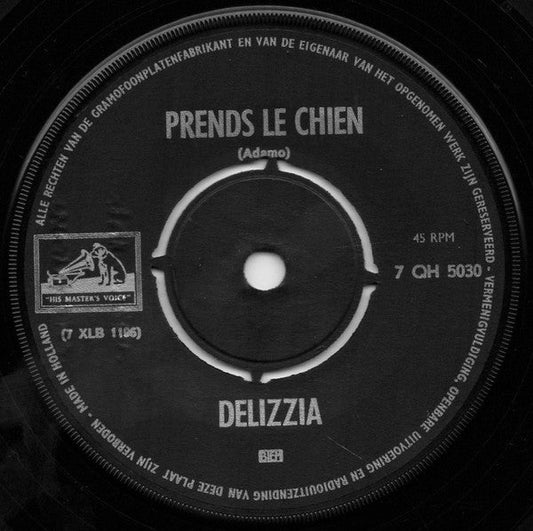 ALLE RECHTEN VAN DE GRAMOFOONPLATENFABRIKANT EN VAN DE EIGENAAR VAN HET OPGENOMEN WERK ZIJN GERESERVEERD - VERMENIGVULDIGING, OPENBARE UITVOERING EN RADIOUITZENDING VAN DEZE PLAAT ZIJN VERBODEN - MADE IN HOLLAND
PRENDS LE CHIEN
(Adamo)
45 RPM
7 QH 5030
"HIS MASTER'S VOICE"
(7 XLB 1196)
DELIZZIA
BIEM